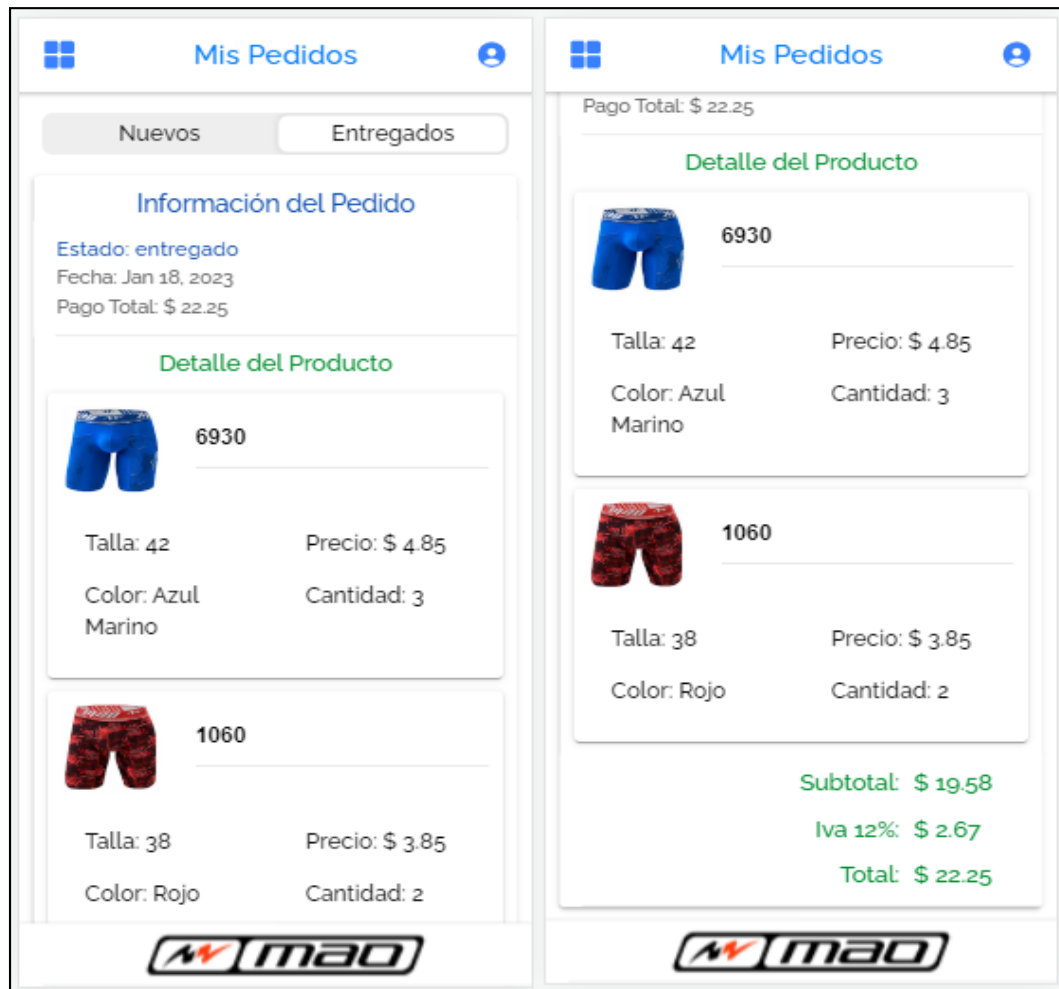 Mis Pedidos
Nuevos
Entregados
Información del Pedido
Estado: entregado
Fecha: Jan 18, 2023
Pago Total: $ 22.25
Detalle del Producto
6930
Talla: 42
Precio: $ 4.85
Color: Azul
Marino
Cantidad: 3
1060
Talla: 38
Precio: $ 3.85
Color: Rojo
Cantidad: 2
mao
Mis Pedidos
Pago Total: $ 22.25
Detalle del Producto
6930
Talla: 42
Precio: $ 4.85
Color: Azul
Marino
Cantidad: 3
1060
Talla: 38
Precio: $ 3.85
Color: Rojo
Cantidad: 2
Subtotal: $ 19.58
Iva 12%: $ 2.67
Total: $ 22.25
mao